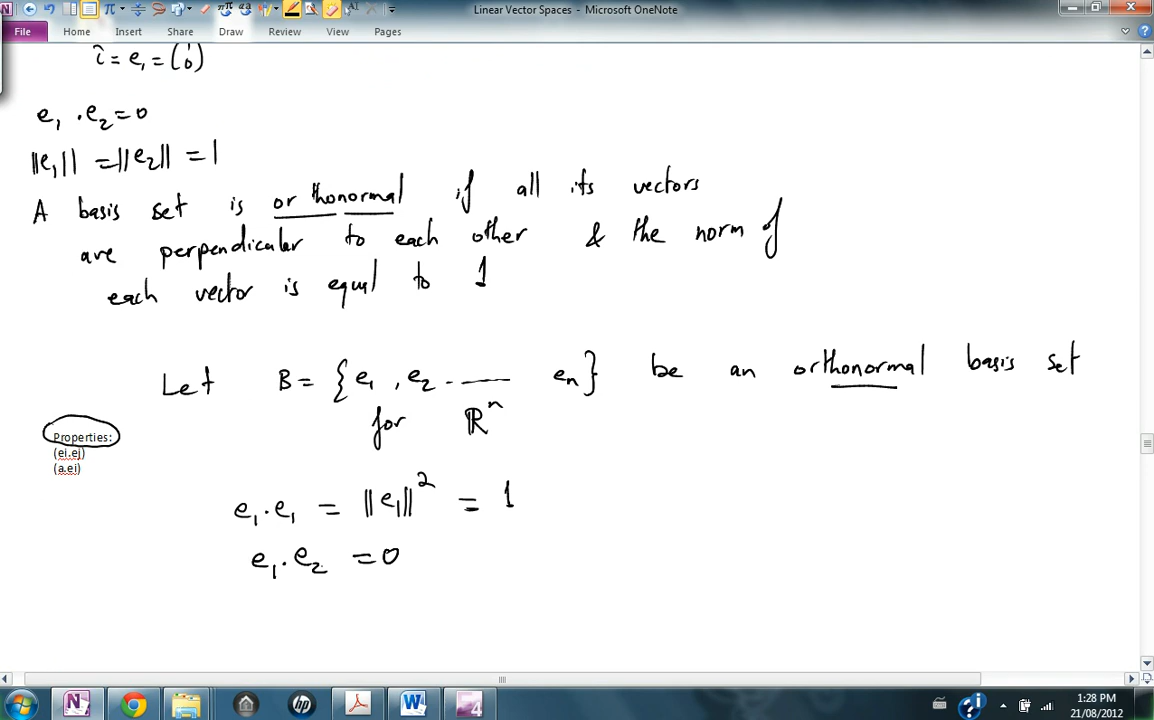 Linear Vector Spaces - Microsoft OneNote
File Home Insert Share Draw Review View Pages
î = e₁ = (1 0)
e₁ . e₂ = 0
||e₁|| = ||e₂|| = 1
A basis set is orthonormal if all its vectors
are perpendicular to each other & the norm of
each vector is equal to 1
Let B = {e₁, e₂ . ___ en} be an orthonormal basis set
for ℝⁿ
Properties:
(ei.ej)
(a.ei)
e₁ . e₁ = ||e₁||² = 1
e₁ . e₂ = 0
1:28 PM
21/08/2012